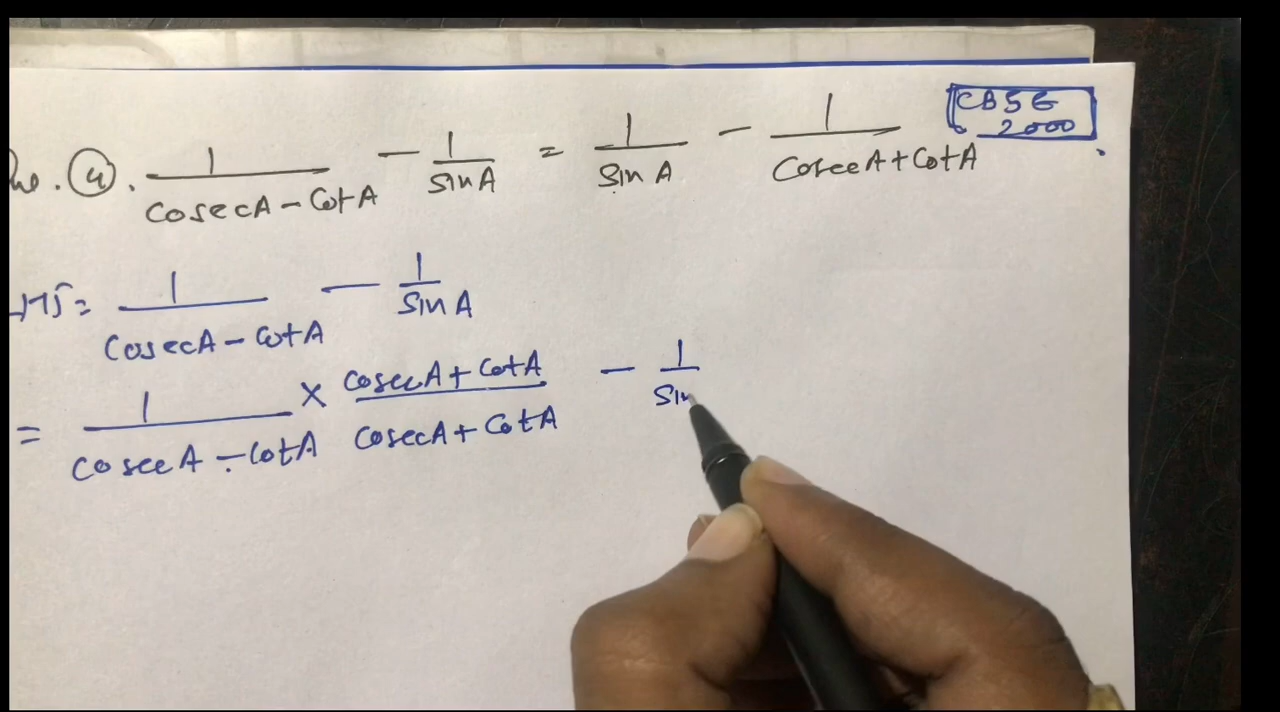 ④. 1/(CosecA - CotA) - 1/SinA = 1/SinA - 1/(CosecA + CotA)
CBSE 2000
= 1/(CosecA - CotA) - 1/SinA
= 1/(CosecA - CotA) × (CosecA + CotA)/(CosecA + CotA) - 1/Sin